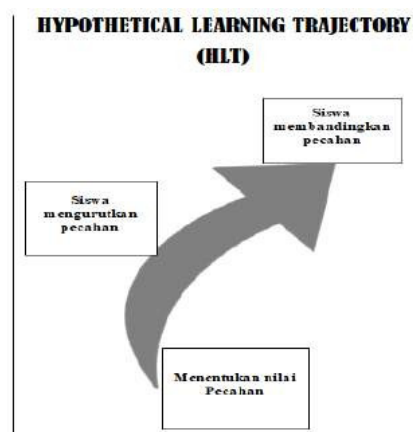 HYPOTHETICAL LEARNING TRAJECTORY
(HLT)
Siswa
membandingkan
pecahan
Siswa
mengurutkan
pecahan
Menentukan nilai
Pecahan